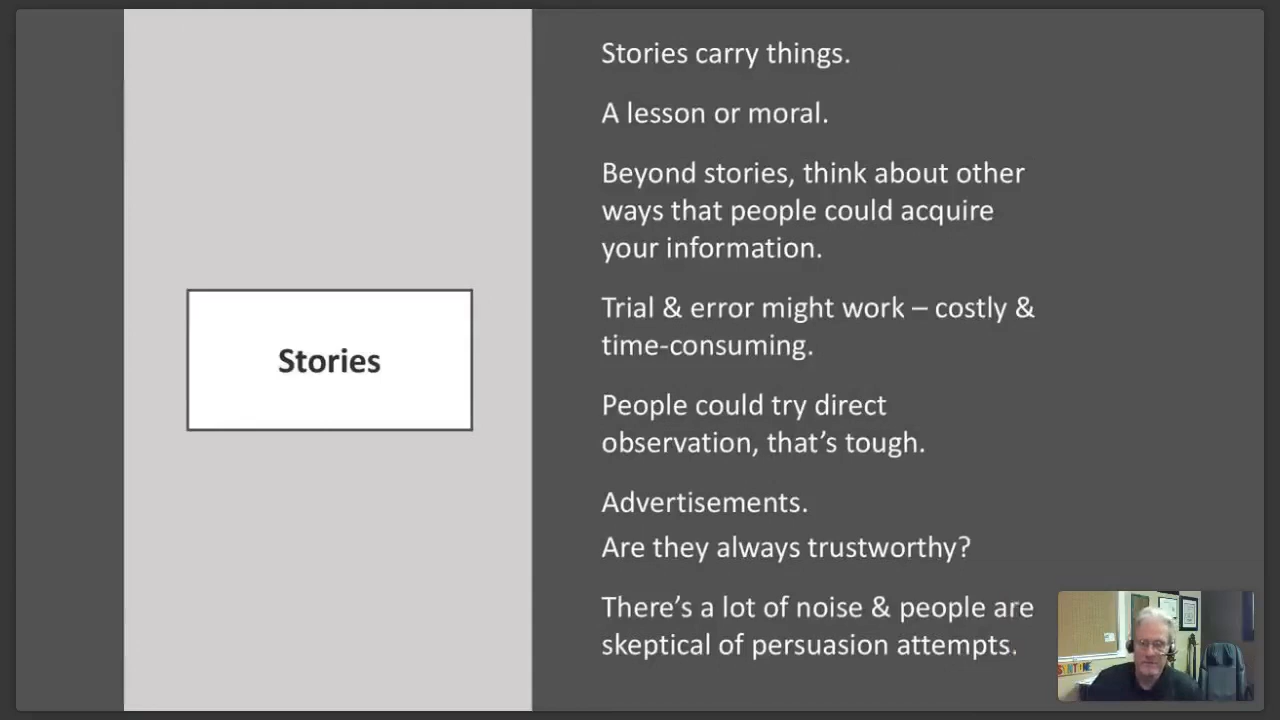 Stories carry things.
A lesson or moral.
Beyond stories, think about other
ways that people could acquire
your information.
Trial & error might work – costly &
time-consuming.
Stories
People could try direct
observation, that’s tough.
Advertisements.
Are they always trustworthy?
There’s a lot of noise & people are
skeptical of persuasion attempts.